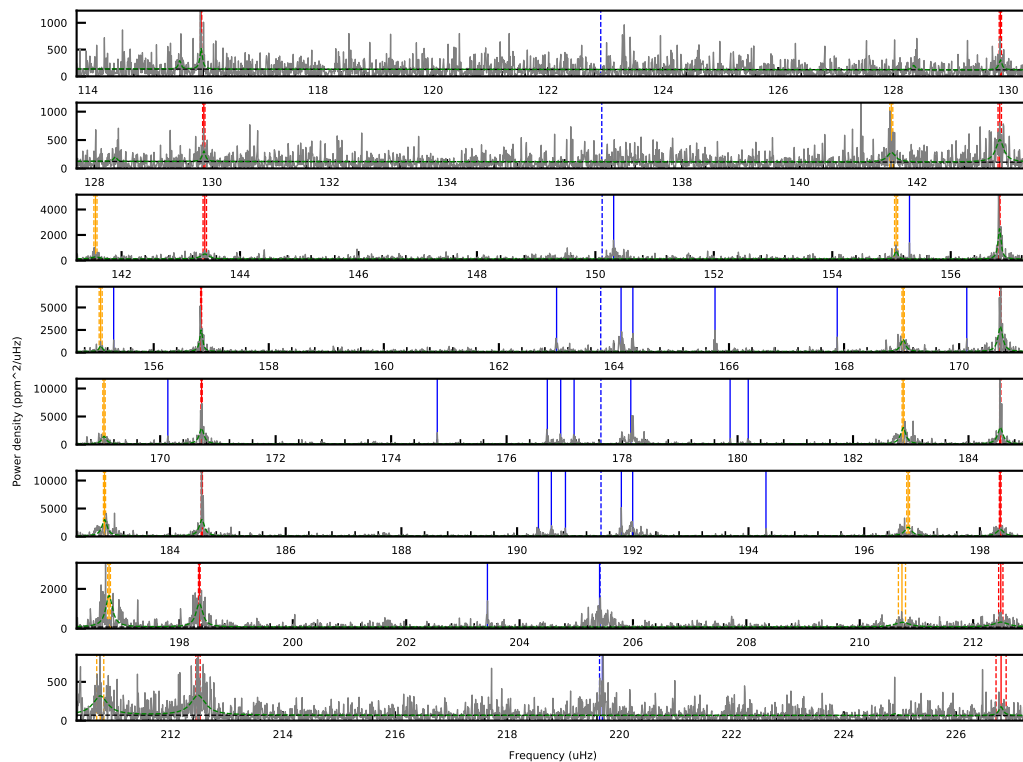 1000
500
0
114 116 118 120 122 124 126 128 130
1000
500
0
128 130 132 134 136 138 140 142
4000
2000
0
142 144 146 148 150 152 154 156
5000
2500
0
156 158 160 162 164 166 168 170
10000
5000
0
170 172 174 176 178 180 182 184
10000
5000
0
184 186 188 190 192 194 196 198
2000
0
198 200 202 204 206 208 210 212
500
0
212 214 216 218 220 222 224 226
Power density (ppm^2/uHz)
Frequency (uHz)